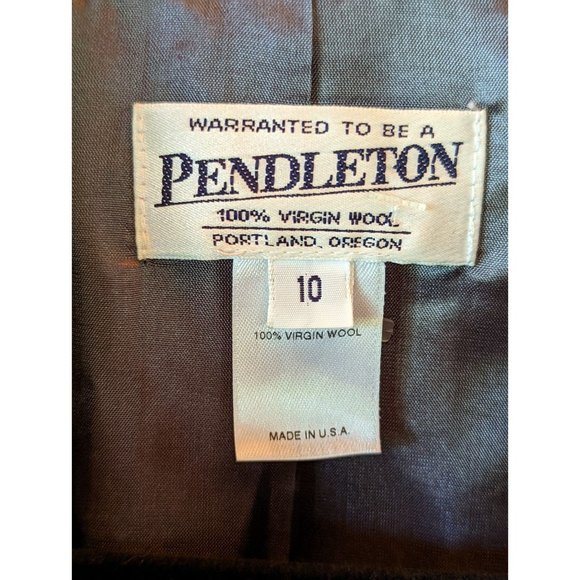 WARRANTED TO BE A
PENDLETON
100% VIRGIN WOOL
PORTLAND, OREGON
10
100% VIRGIN WOOL
MADE IN U.S.A.